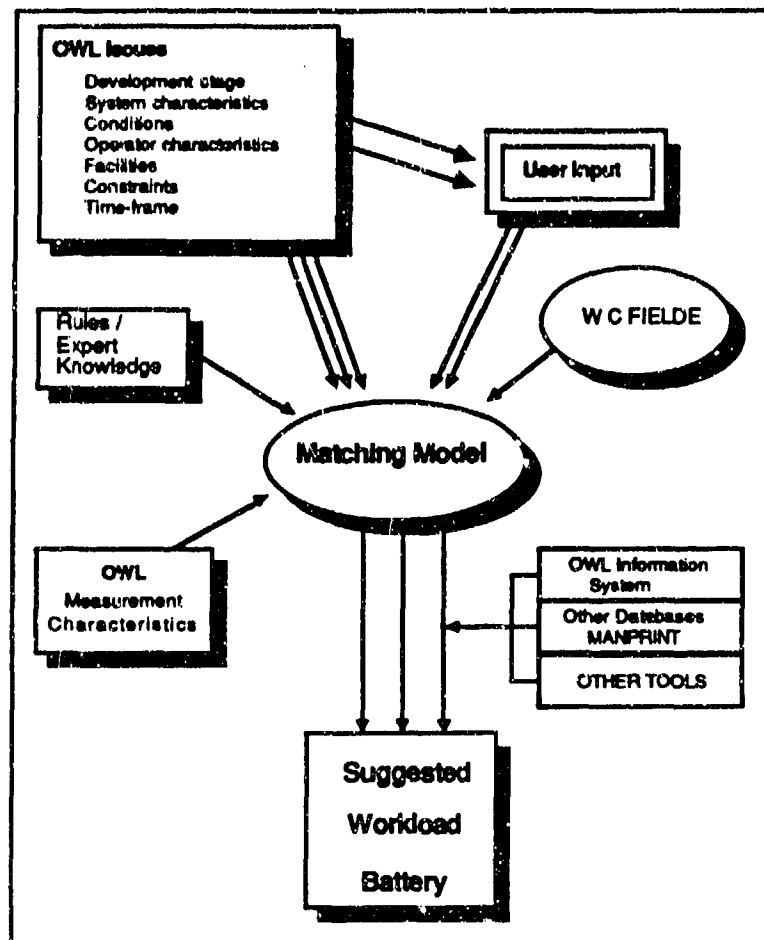 OWL Issues
Development stage
System characteristics
Conditions
Operator characteristics
Facilities
Constraints
Time-frame
User Input
W C FIELDE
Rules /
Expert
Knowledge
Matching Model
OWL
Measurement
Characteristics
OWL Information
System
Other Databases
MANPRINT
OTHER TOOLS
Suggested
Workload
Battery